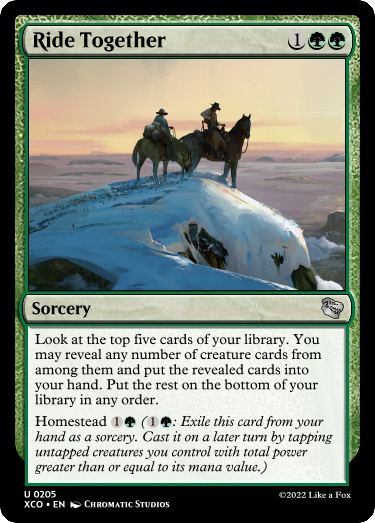 Ride Together 1
Sorcery
Look at the top five cards of your library. You
may reveal any number of creature cards from
among them and put the revealed cards into
your hand. Put the rest on the bottom of your
library in any order.
Homestead 1 (1: Exile this card from your
hand as a sorcery. Cast it on a later turn by tapping
untapped creatures you control with total power
greater than or equal to its mana value.)
U 0205
XCO • EN Chromatic Studios
©2022 Like a Fox